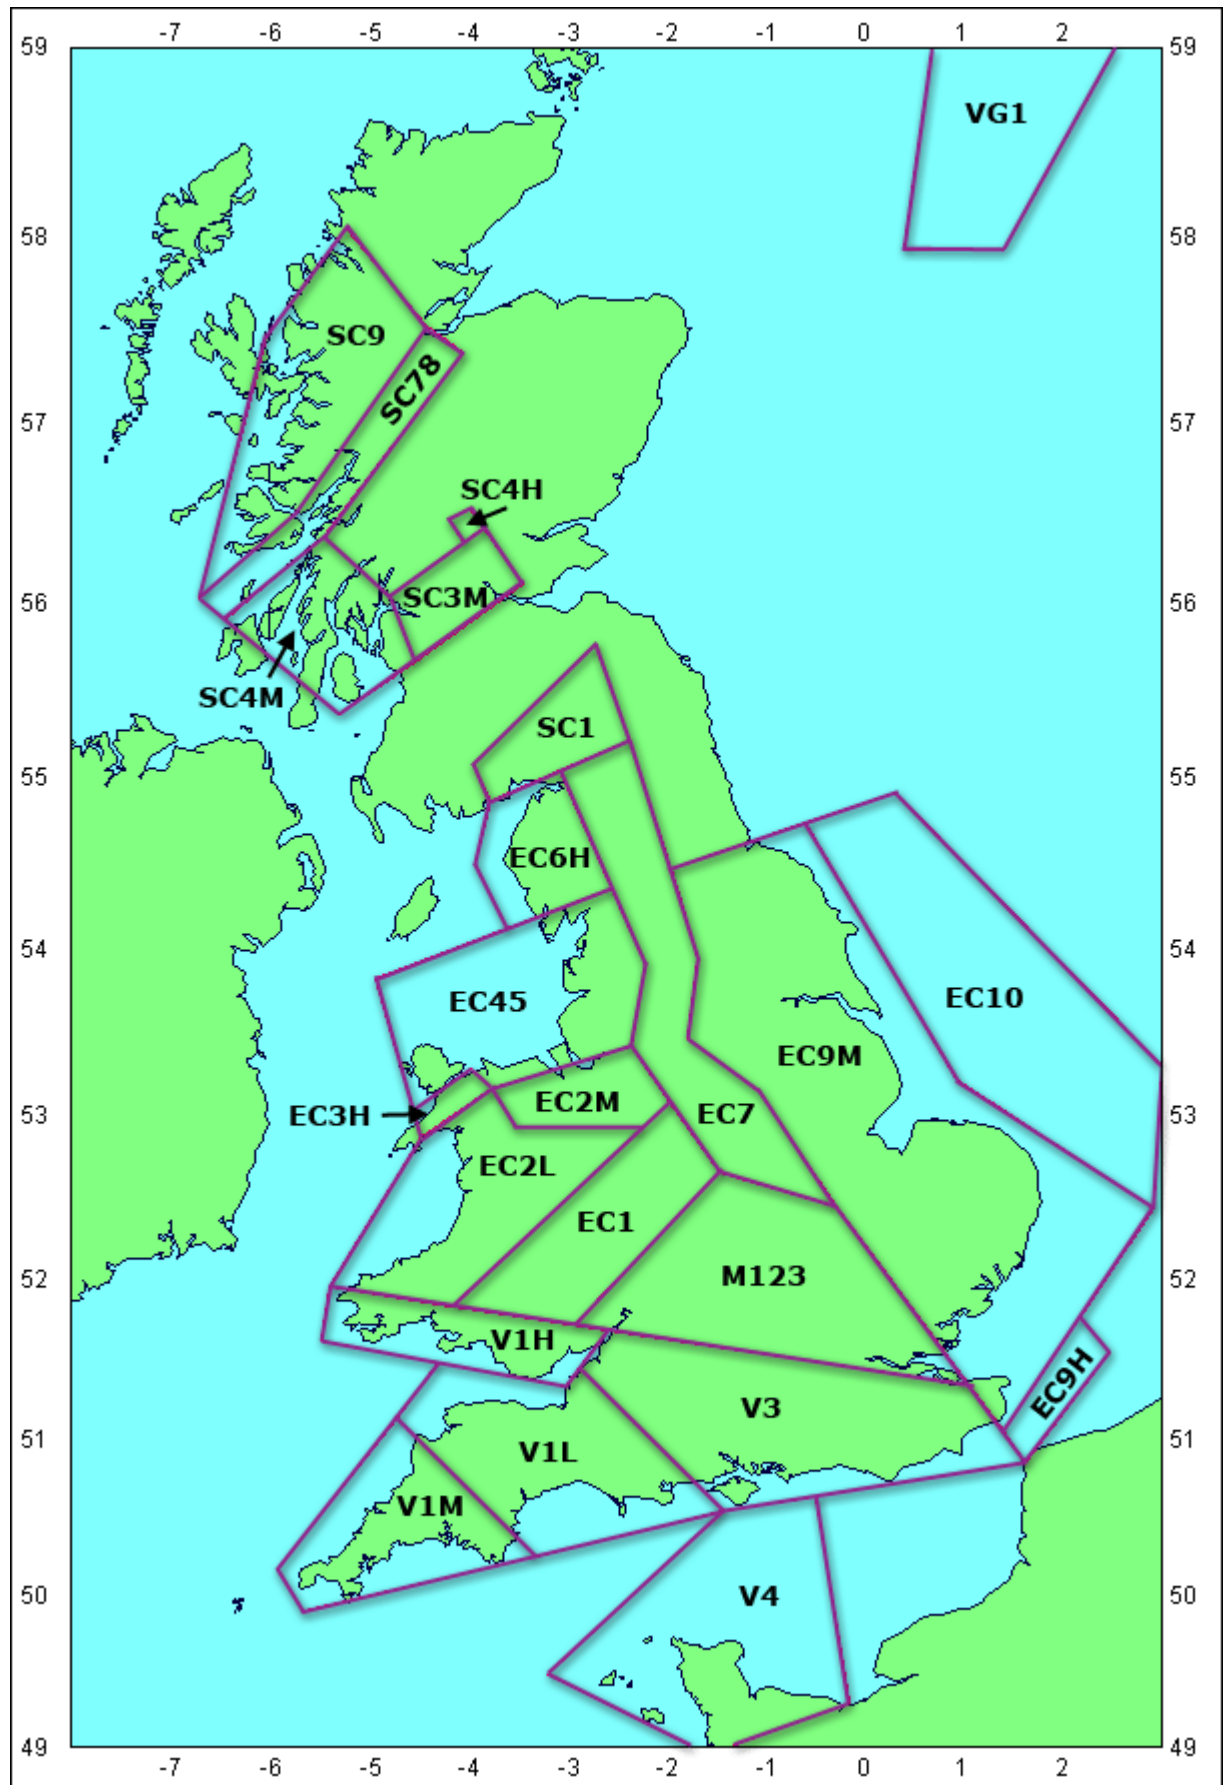 -7 -6 -5 -4 -3 -2 -1 0 1 2
59 59
VG1
58 58
SC9
SC78
57 57
SC4H
56 56
SC3M
SC4M
SC1
55 55
EC6H
54 54
EC45
EC10
EC9M
EC2M
EC3H
53 53
EC7
EC2L
EC1
52 52
M123
V1H
EC9H
V3
51 51
V1L
V1M
50 50
V4
49 49
-7 -6 -5 -4 -3 -2 -1 0 1 2